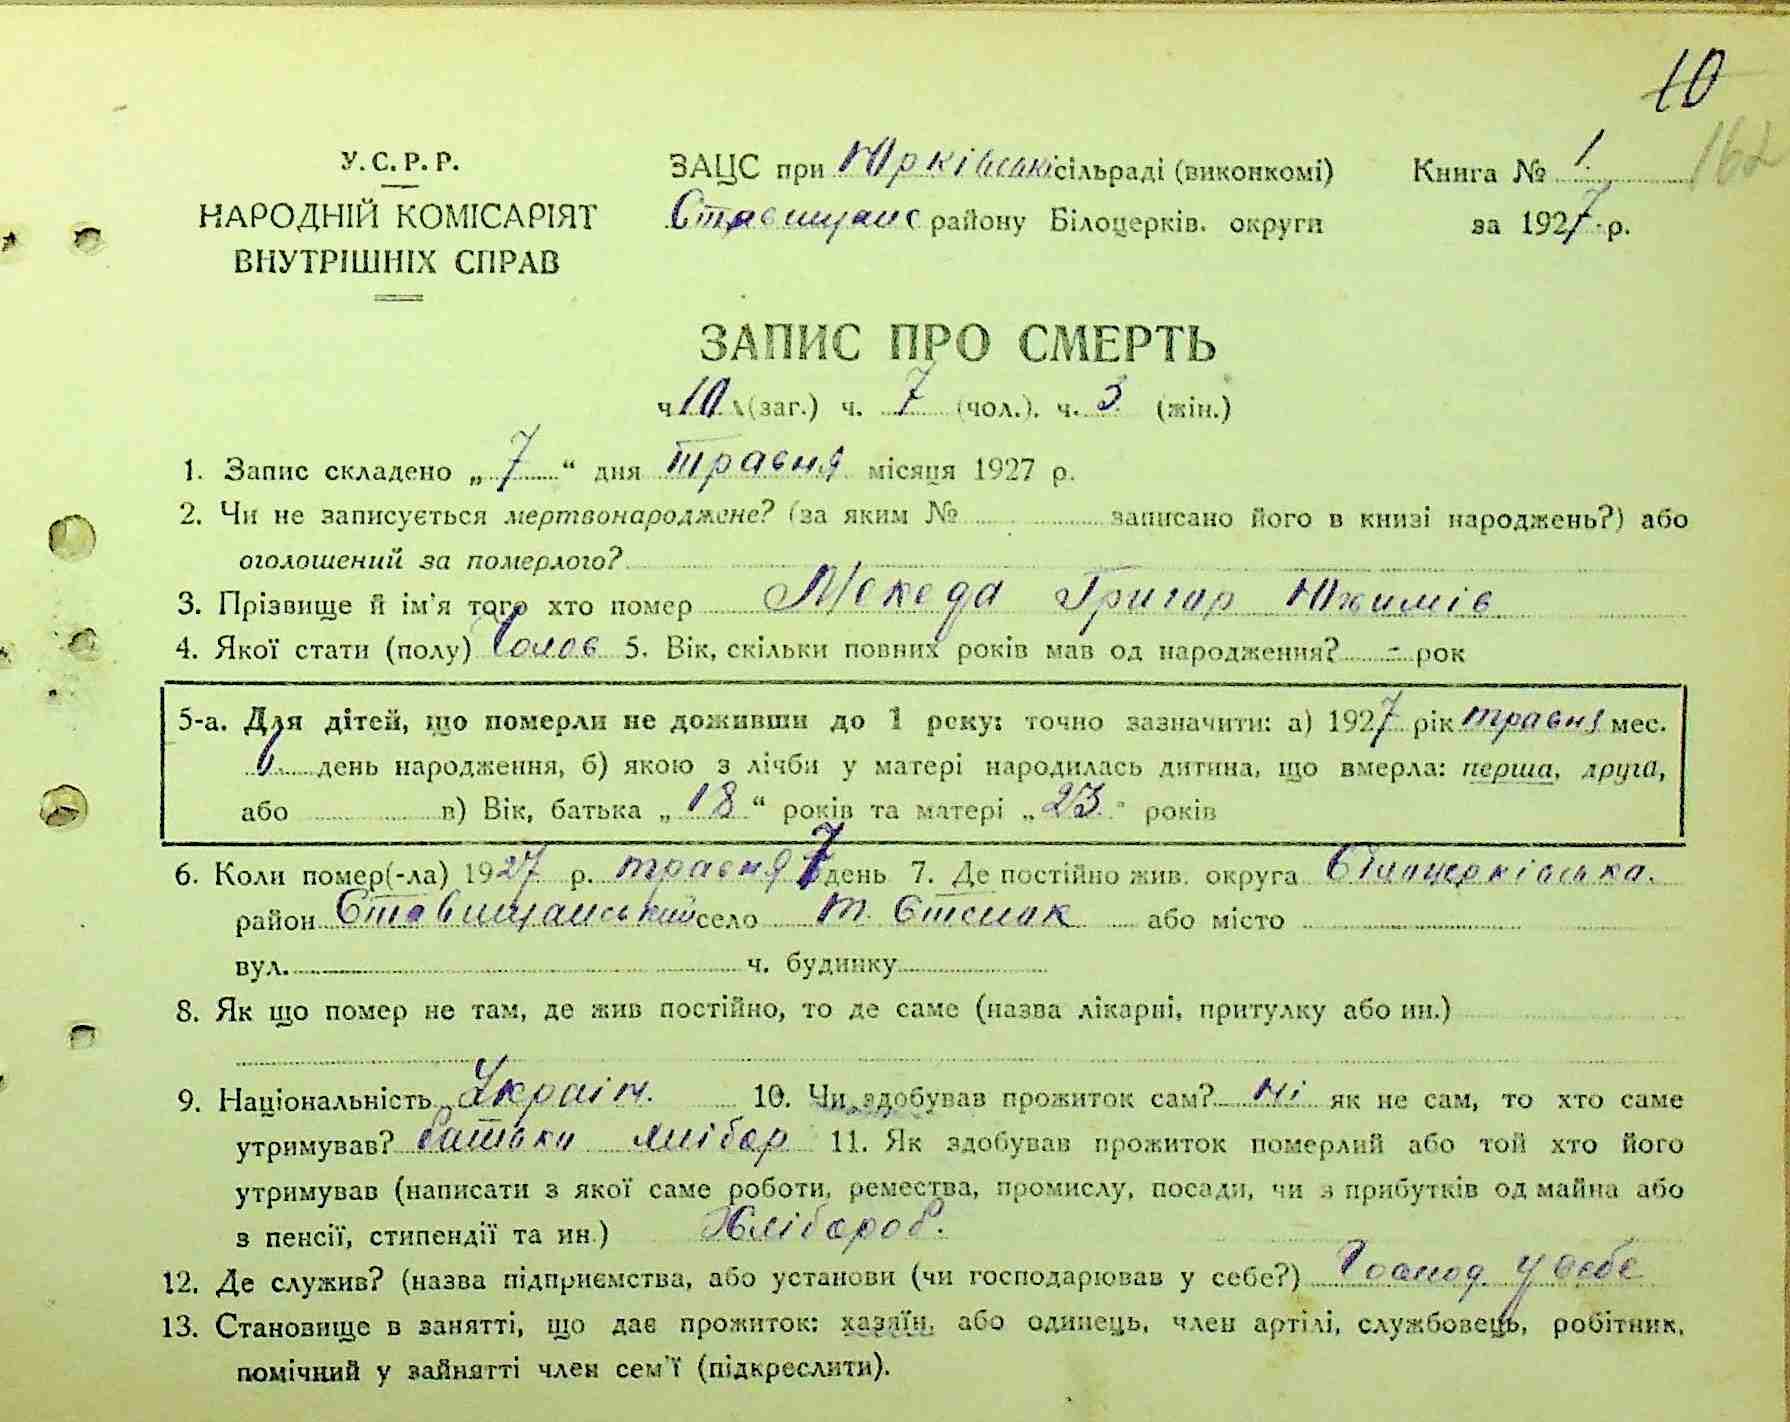 10
162
У.С.Р.Р.
НАРОДНІЙ КОМІСАРІЯТ
ВНУТРІШНІХ СПРАВ
ЗАЦС при Юрківські сільраді (виконкомі)
Ставищанс району Білоцерків. округи
Книга № 1
за 1927 р.
ЗАПИС ПРО СМЕРТЬ
ч 10 (заг.) ч. 7 (чол.). ч. 3 (жін.)
1. Запис складено „ 7 “ дня травня місяця 1927 р.
2. Чи не записується мертвонароджене? (за яким № записано його в книзі народжень?) або
оголошений за померлого?
3. Прізвище й ім'я того хто помер Мекеда Григор Юхимів
4. Якої стати (полу) Чолов 5. Вік, скільки повних років мав од народження? - рок
5-а. Для дітей, що померли не доживши до 1 року: точно зазначити: а) 1927 рік травня мес.
день народження, б) якою з лічби у матері народилась дитина, що вмерла: перша, друга,
або в) Вік, батька „ 18 “ років та матері „ 23 “ років
6. Коли помер(-ла) 1927 р. травня 7 день 7. Де постійно жив. округа Білоцерківська.
район Ставищанський село або місто
вул. ч. будинку
8. Як що помер не там, де жив постійно, то де саме (назва лікарні, притулку або ин.)
9. Національність Україн. 10. Чи здобував прожиток сам? Ні як не сам, то хто саме
утримував? батьки хлібор 11. Як здобував прожиток померлий або той хто його
утримував (написати з якої саме роботи, ремества, промислу, посади, чи з прибутків од майна або
з пенсії, стипендії та ин.) Хлібороб.
12. Де служив? (назва підприємства, або установи (чи господарював у себе?) Господ у себе
13. Становище в занятті, що дає прожиток: хазяїн, або одинець, член артілі, службовець, робітник,
помічний у зайнятті член сем'ї (підкреслити).